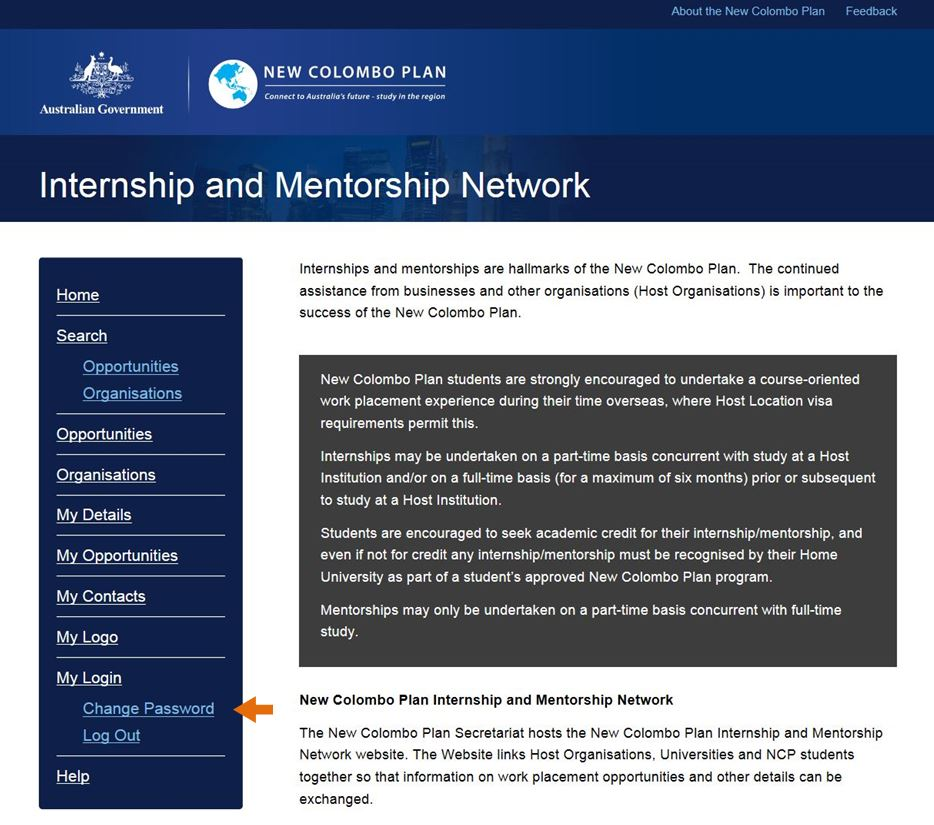 About the New Colombo Plan Feedback
Australian Government
NEW COLOMBO PLAN
Connect to Australia's future - study in the region
Internship and Mentorship Network
Home
Search
Opportunities
Organisations
Opportunities
Organisations
My Details
My Opportunities
My Contacts
My Logo
My Login
Change Password
Log Out
Help
Internships and mentorships are hallmarks of the New Colombo Plan. The continued
assistance from businesses and other organisations (Host Organisations) is important to the
success of the New Colombo Plan.
New Colombo Plan students are strongly encouraged to undertake a course-oriented
work placement experience during their time overseas, where Host Location visa
requirements permit this.
Internships may be undertaken on a part-time basis concurrent with study at a Host
Institution and/or on a full-time basis (for a maximum of six months) prior or subsequent
to study at a Host Institution.
Students are encouraged to seek academic credit for their internship/mentorship, and
even if not for credit any internship/mentorship must be recognised by their Home
University as part of a student's approved New Colombo Plan program.
Mentorships may only be undertaken on a part-time basis concurrent with full-time
study.
New Colombo Plan Internship and Mentorship Network
The New Colombo Plan Secretariat hosts the New Colombo Plan Internship and Mentorship
Network website. The Website links Host Organisations, Universities and NCP students
together so that information on work placement opportunities and other details can be
exchanged.